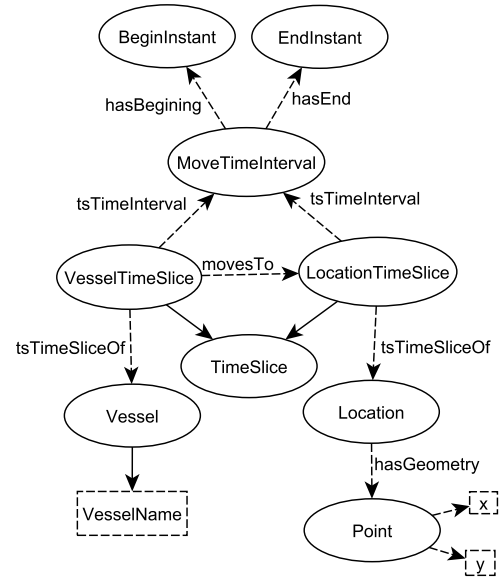 BeginInstant
EndInstant
hasBegining
hasEnd
MoveTimeInterval
tsTimeInterval
tsTimeInterval
VesselTimeSlice
movesTo
LocationTimeSlice
tsTimeSliceOf
TimeSlice
tsTimeSliceOf
Vessel
Location
hasGeometry
VesselName
Point
x
y